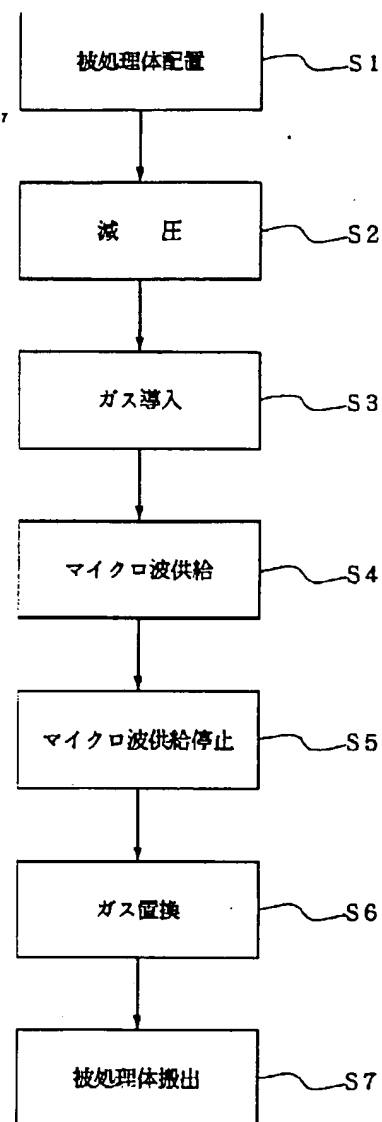 被処理体配置 S1
減 圧 S2
ガス導入 S3
マイクロ波供給 S4
マイクロ波供給停止 S5
ガス置換 S6
被処理体搬出 S7